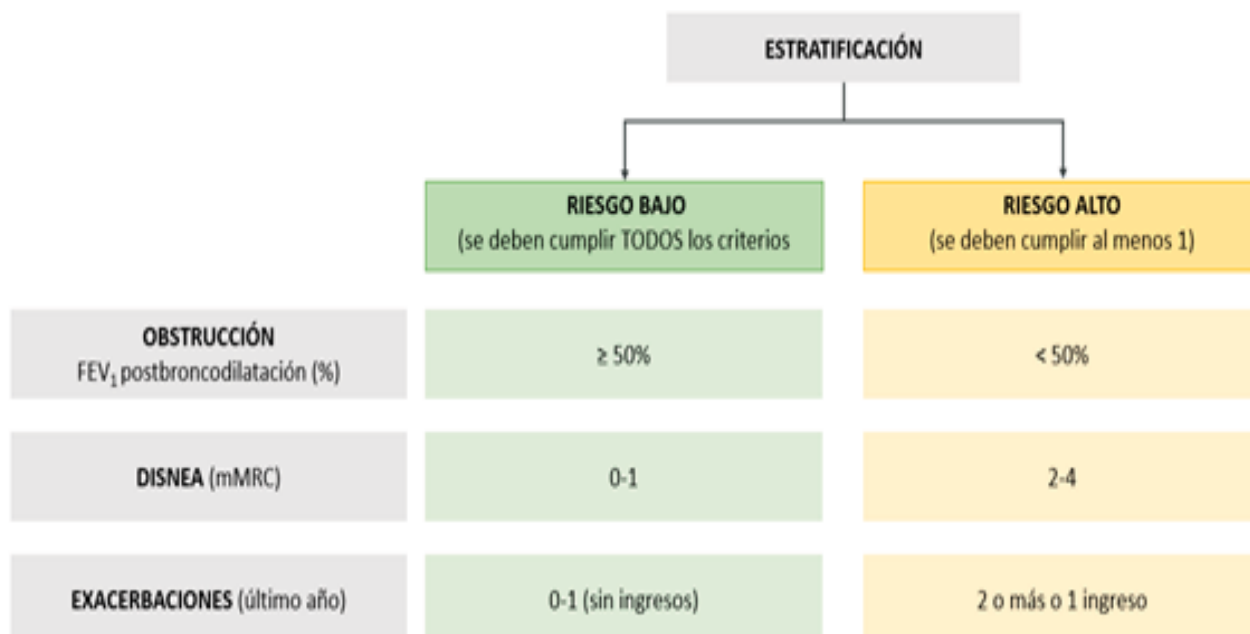 ESTRATIFICACIÓN
RIESGO BAJO
(se deben cumplir TODOS los criterios
RIESGO ALTO
(se deben cumplir al menos 1)
OBSTRUCCIÓN
FEV₁ postbroncodilatación (%)
≥ 50%
< 50%
DISNEA (mMRC)
0-1
2-4
EXACERBACIONES (último año)
0-1 (sin ingresos)
2 o más o 1 ingreso